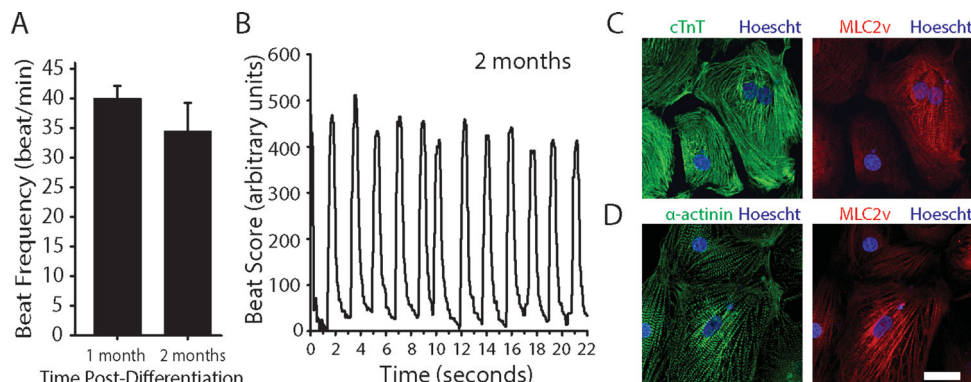 A
Beat Frequency (beat/min)
45
40
35
30
25
20
15
10
5
0
1 month 2 months
Time Post-Differentiation
B
2 months
Beat Score (arbitrary units)
600
500
400
300
200
100
0
0 2 4 6 8 10 12 14 16 18 20 22
Time (seconds)
C
cTnT Hoescht MLC2v Hoescht
D
α-actinin Hoescht MLC2v Hoescht